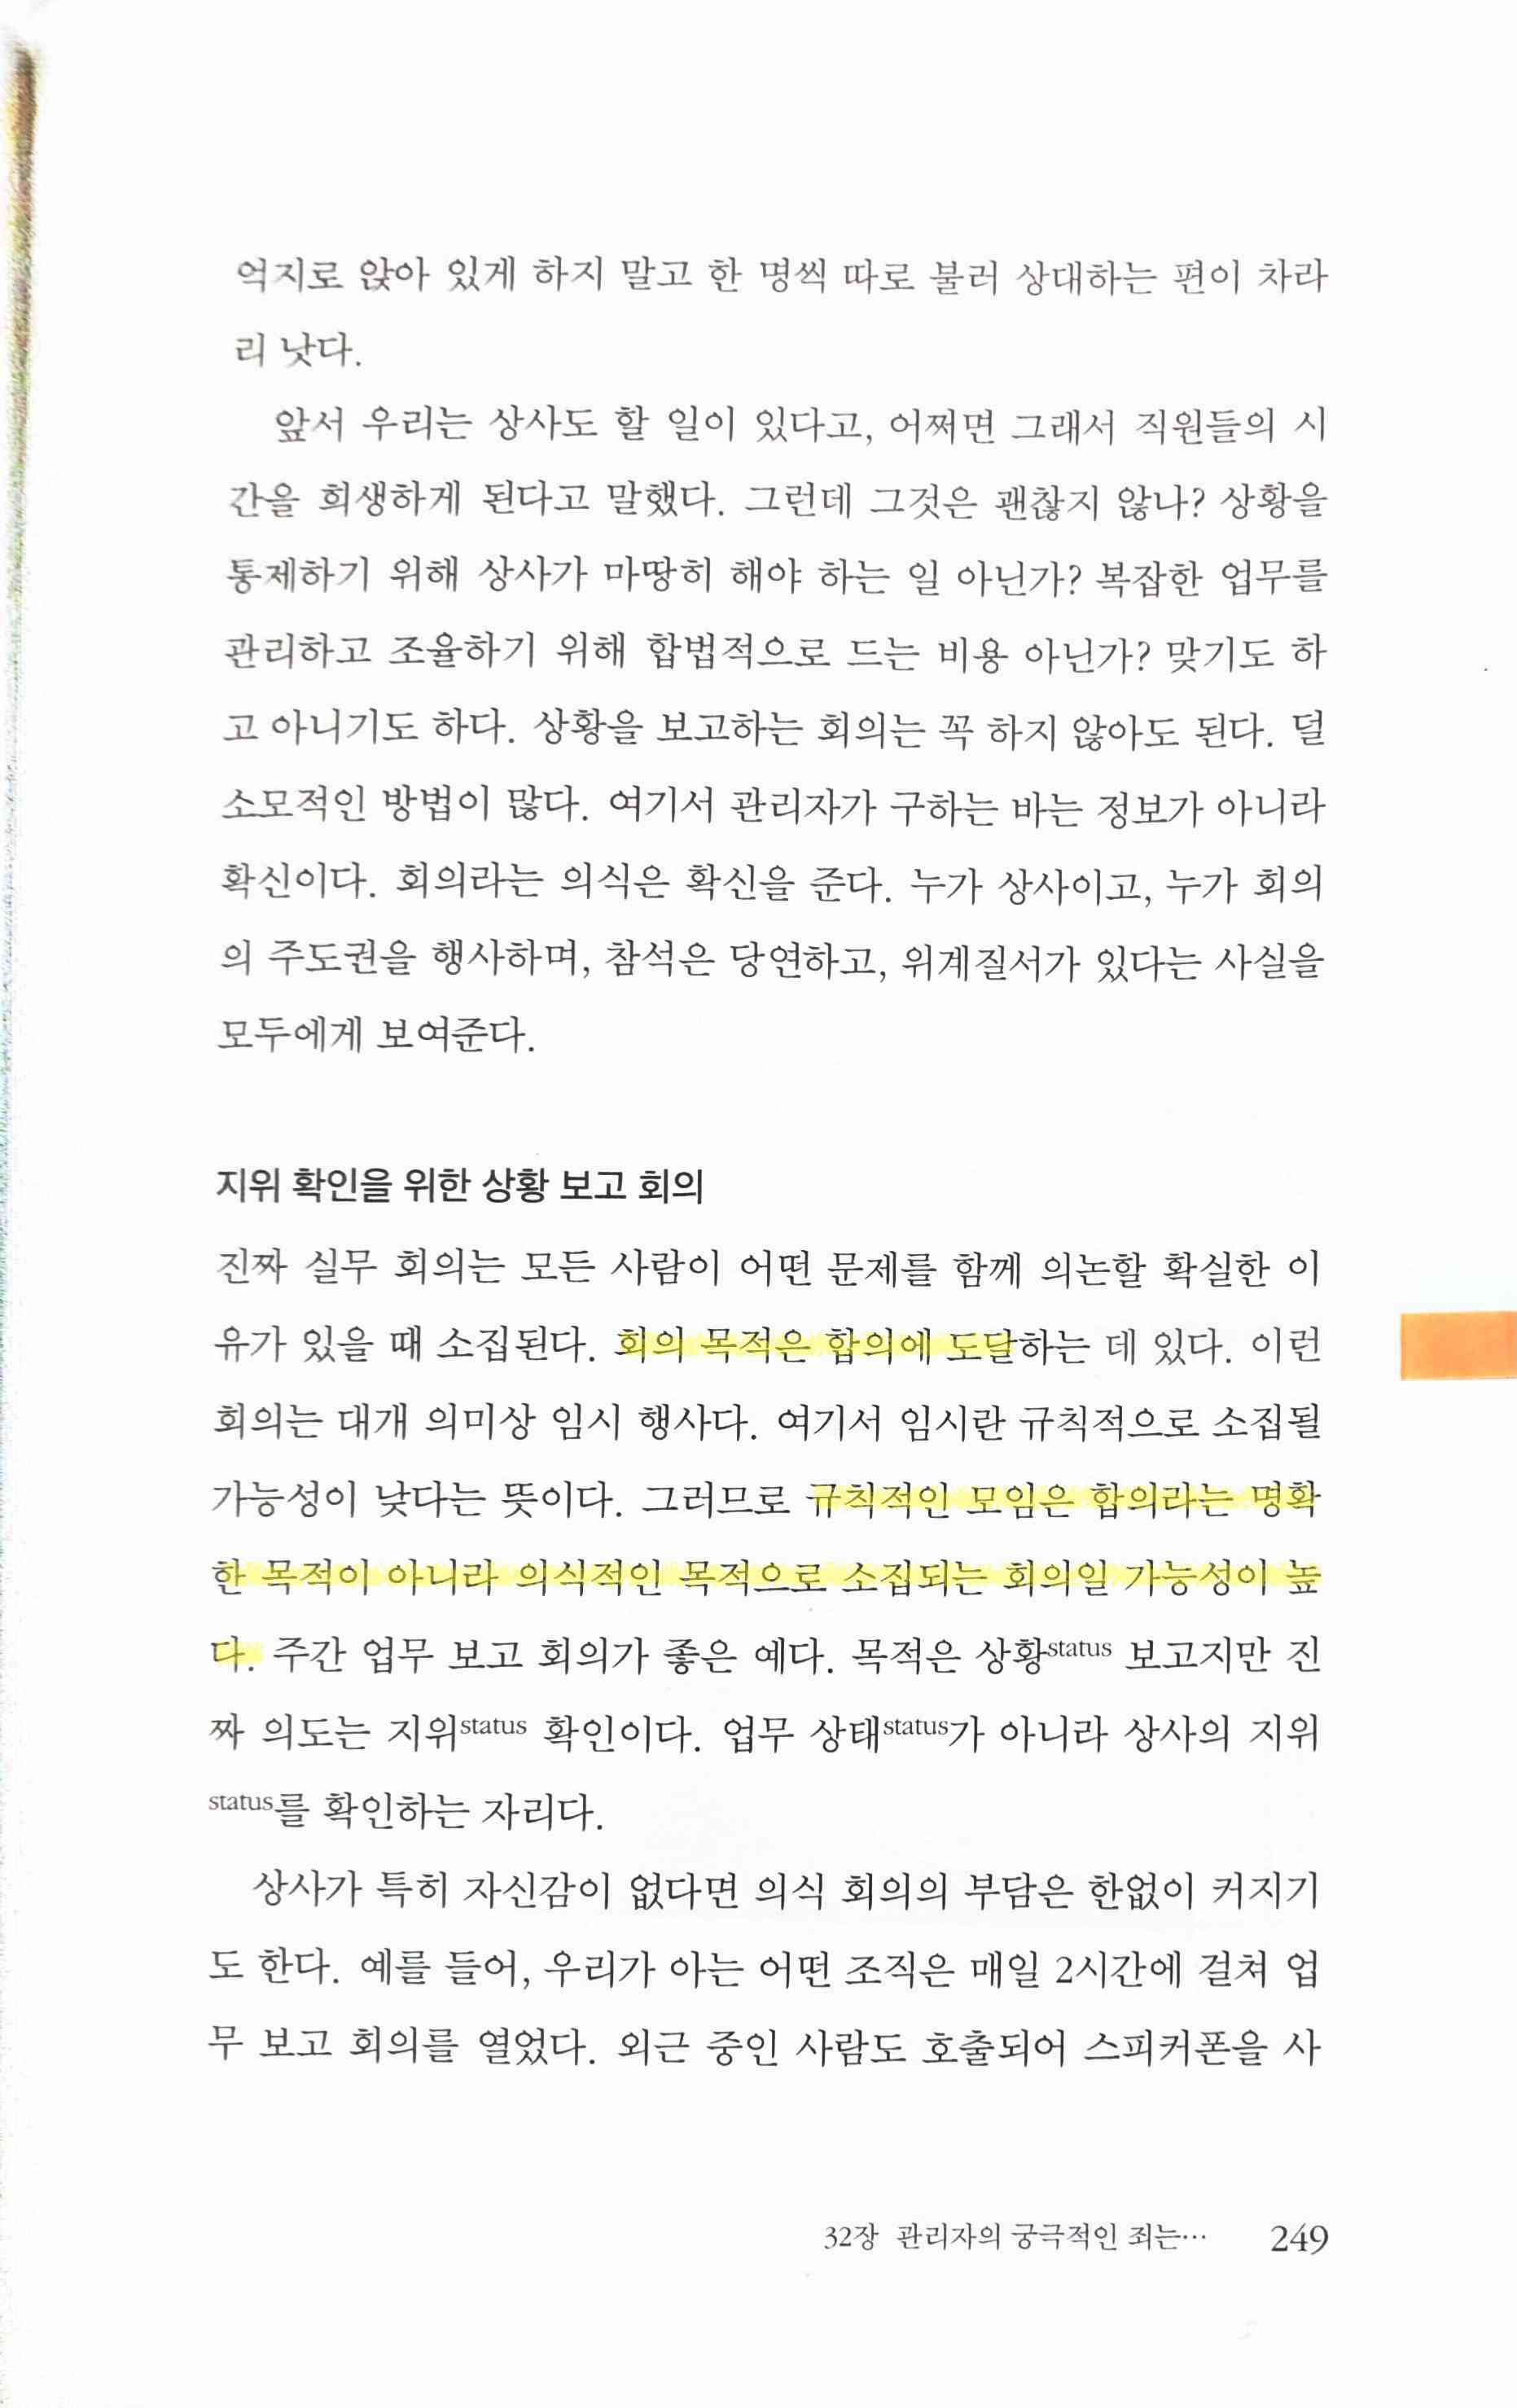 억지로 앉아 있게 하지 말고 한 명씩 따로 불러 상대하는 편이 차라
리 낫다.
앞서 우리는 상사도 할 일이 있다고, 어쩌면 그래서 직원들의 시
간을 희생하게 된다고 말했다. 그런데 그것은 괜찮지 않나? 상황을
통제하기 위해 상사가 마땅히 해야 하는 일 아닌가? 복잡한 업무를
관리하고 조율하기 위해 합법적으로 드는 비용 아닌가? 맞기도 하
고 아니기도 하다. 상황을 보고하는 회의는 꼭 하지 않아도 된다. 덜
소모적인 방법이 많다. 여기서 관리자가 구하는 바는 정보가 아니라
확신이다. 회의라는 의식은 확신을 준다. 누가 상사이고, 누가 회의
의 주도권을 행사하며, 참석은 당연하고, 위계질서가 있다는 사실을
모두에게 보여준다.
지위 확인을 위한 상황 보고 회의
진짜 실무 회의는 모든 사람이 어떤 문제를 함께 의논할 확실한 이
유가 있을 때 소집된다. 회의 목적은 합의에 도달하는 데 있다. 이런
회의는 대개 의미상 임시 행사다. 여기서 임시란 규칙적으로 소집될
가능성이 낮다는 뜻이다. 그러므로 규칙적인 모임은 합의라는 명확
한 목적이 아니라 의식적인 목적으로 소집되는 회의일 가능성이 높
다. 주간 업무 보고 회의가 좋은 예다. 목적은 상황status 보고지만 진
짜 의도는 지위status 확인이다. 업무 상태status가 아니라 상사의 지위
status를 확인하는 자리다.
상사가 특히 자신감이 없다면 의식 회의의 부담은 한없이 커지기
도 한다. 예를 들어, 우리가 아는 어떤 조직은 매일 2시간에 걸쳐 업
무 보고 회의를 열었다. 외근 중인 사람도 호출되어 스피커폰을 사
32장 관리자의 궁극적인 죄는… 249